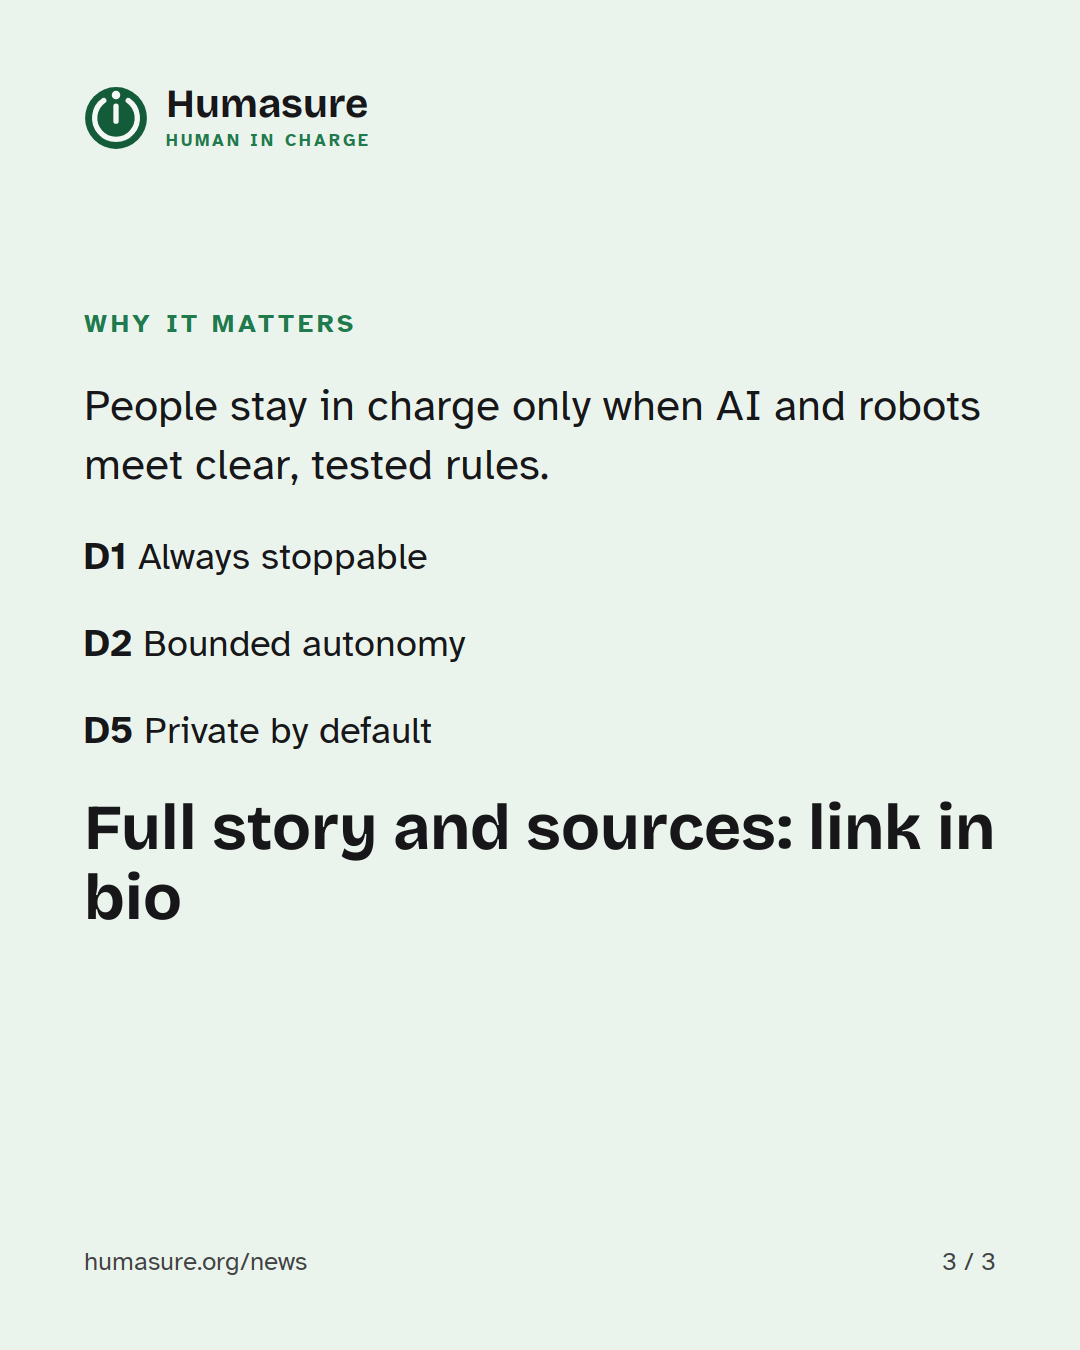 Humasure
HUMAN IN CHARGE
WHY IT MATTERS
People stay in charge only when AI and robots
meet clear, tested rules.
D1 Always stoppable
D2 Bounded autonomy
D5 Private by default
Full story and sources: link in
bio
humasure.org/news
3 / 3